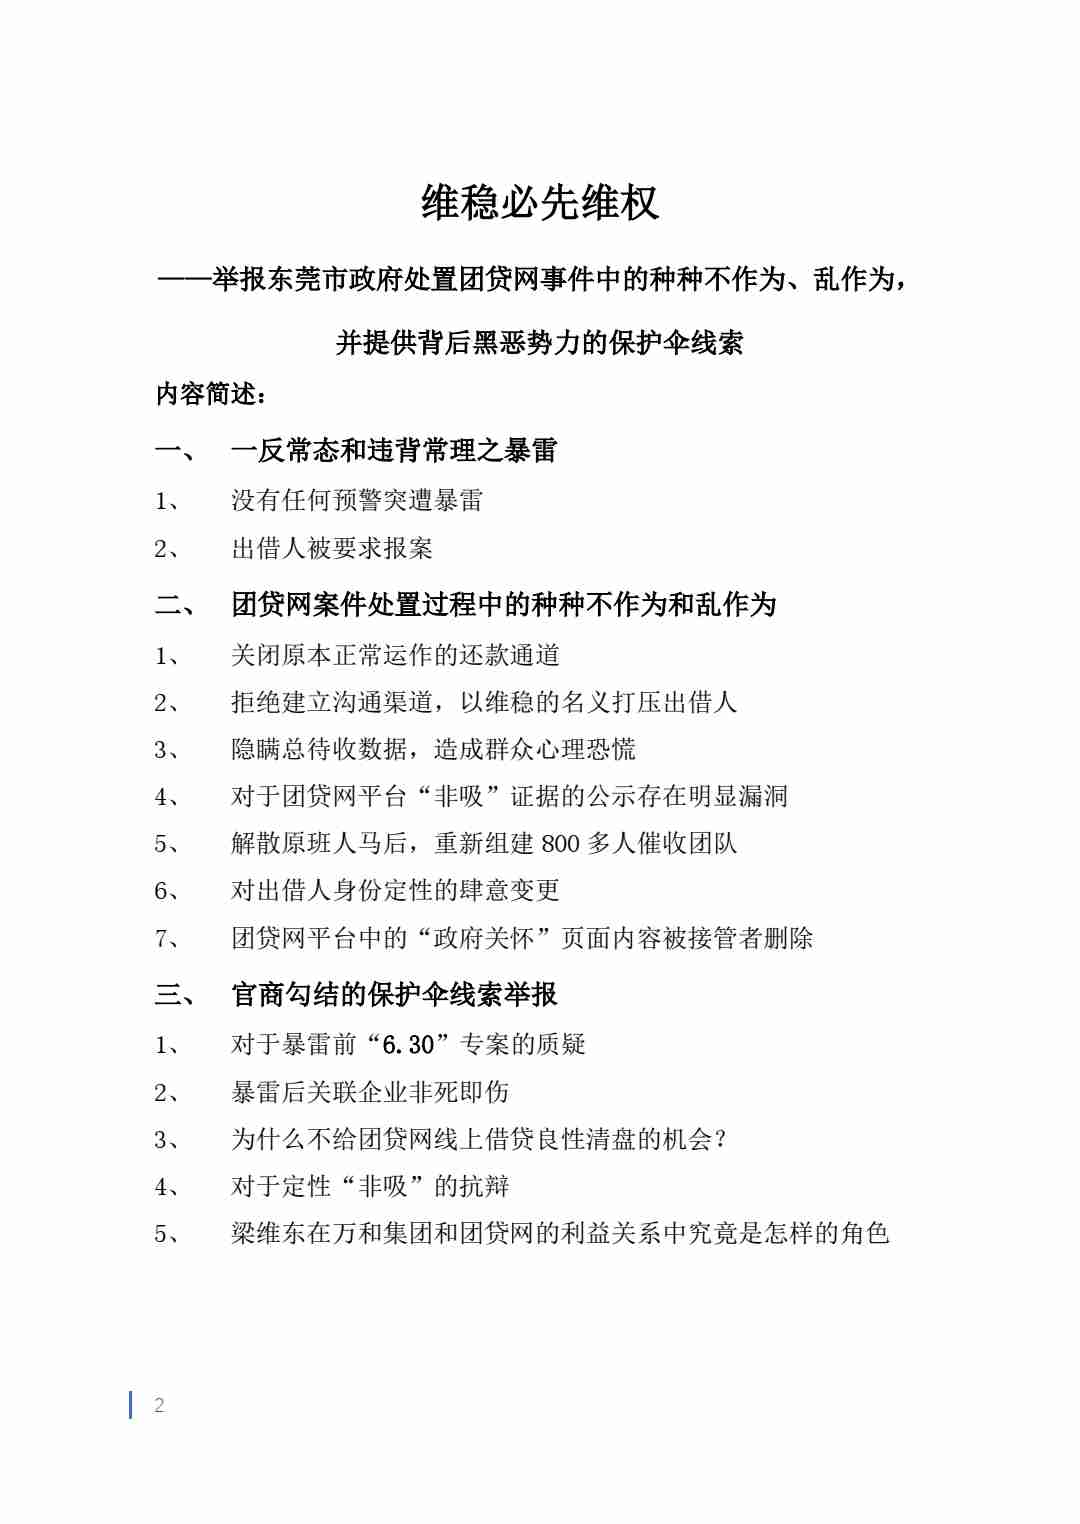 维稳必先维权
——举报东莞市政府处置团贷网事件中的种种不作为、乱作为，
并提供背后黑恶势力的保护伞线索
内容简述：
一、 一反常态和违背常理之暴雷
1、 没有任何预警突遭暴雷
2、 出借人被要求报案
二、 团贷网案件处置过程中的种种不作为和乱作为
1、 关闭原本正常运作的还款通道
2、 拒绝建立沟通渠道，以维稳的名义打压出借人
3、 隐瞒总待收数据，造成群众心理恐慌
4、 对于团贷网平台“非吸”证据的公示存在明显漏洞
5、 解散原班人马后，重新组建 800 多人催收团队
6、 对出借人身份定性的肆意变更
7、 团贷网平台中的“政府关怀”页面内容被接管者删除
三、 官商勾结的保护伞线索举报
1、 对于暴雷前“6.30”专案的质疑
2、 暴雷后关联企业非死即伤
3、 为什么不给团贷网线上借贷良性清盘的机会？
4、 对于定性“非吸”的抗辩
5、 梁维东在万和集团和团贷网的利益关系中究竟是怎样的角色
2